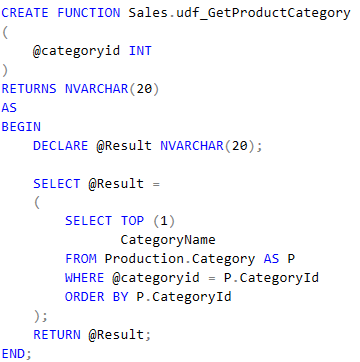 CREATE FUNCTION Sales.udf_GetProductCategory
(
    @categoryid INT
)
RETURNS NVARCHAR(20)
AS
BEGIN
    DECLARE @Result NVARCHAR(20);

    SELECT @Result =
    (
        SELECT TOP (1)
               CategoryName
        FROM Production.Category AS P
        WHERE @categoryid = P.CategoryId
        ORDER BY P.CategoryId
    );
    RETURN @Result;
END;